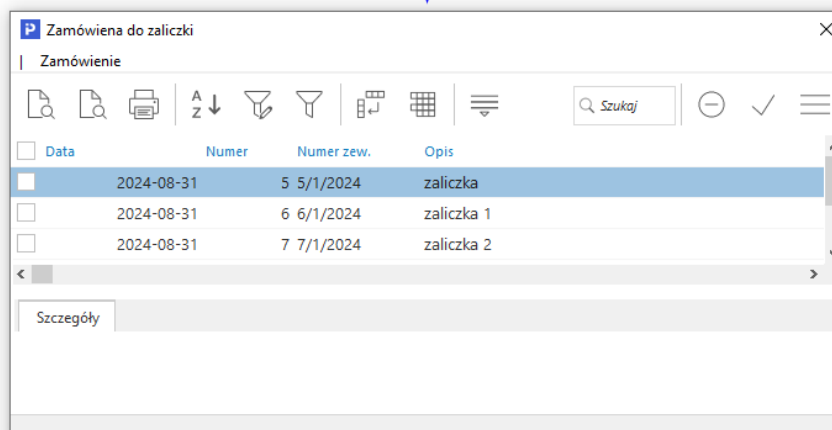 Zamówiena do zaliczki
| Zamówienie
A Z Szukaj
Data Numer Numer zew. Opis
2024-08-31 5 5/1/2024 zaliczka
2024-08-31 6 6/1/2024 zaliczka 1
2024-08-31 7 7/1/2024 zaliczka 2
Szczegóły